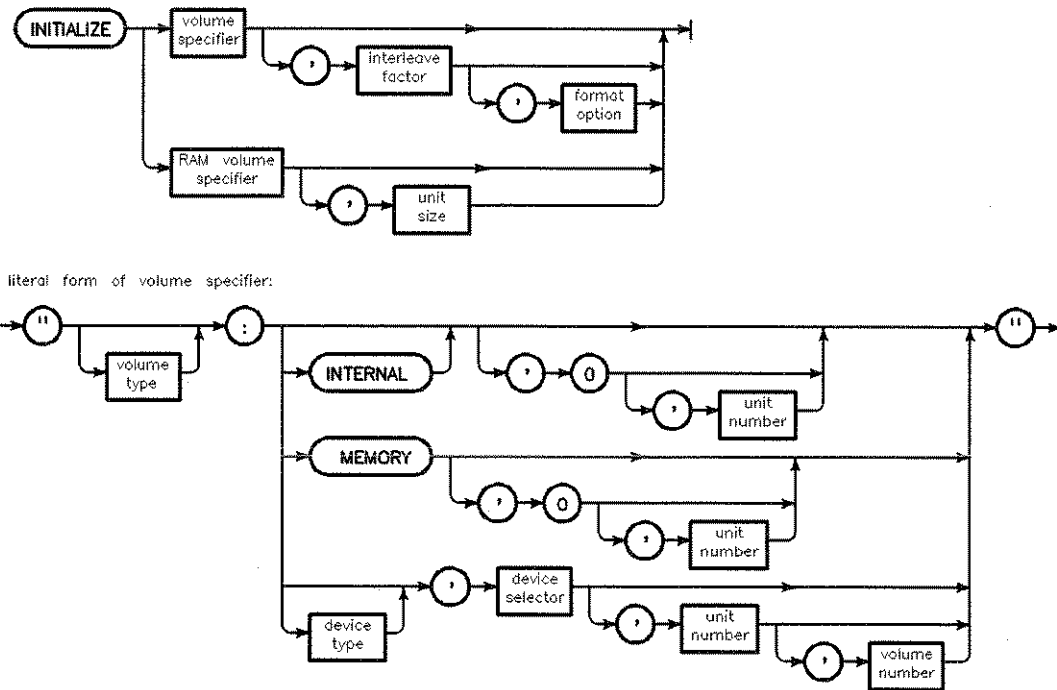 INITIALIZE
volume
specifier
,
interleave
factor
,
format
option
RAM volume
specifier
,
unit
size
literal form of volume specifier:
"
volume
type
:
INTERNAL
,
0
,
unit
number
"
MEMORY
,
0
,
unit
number
device
type
,
device
selector
,
unit
number
,
volume
number